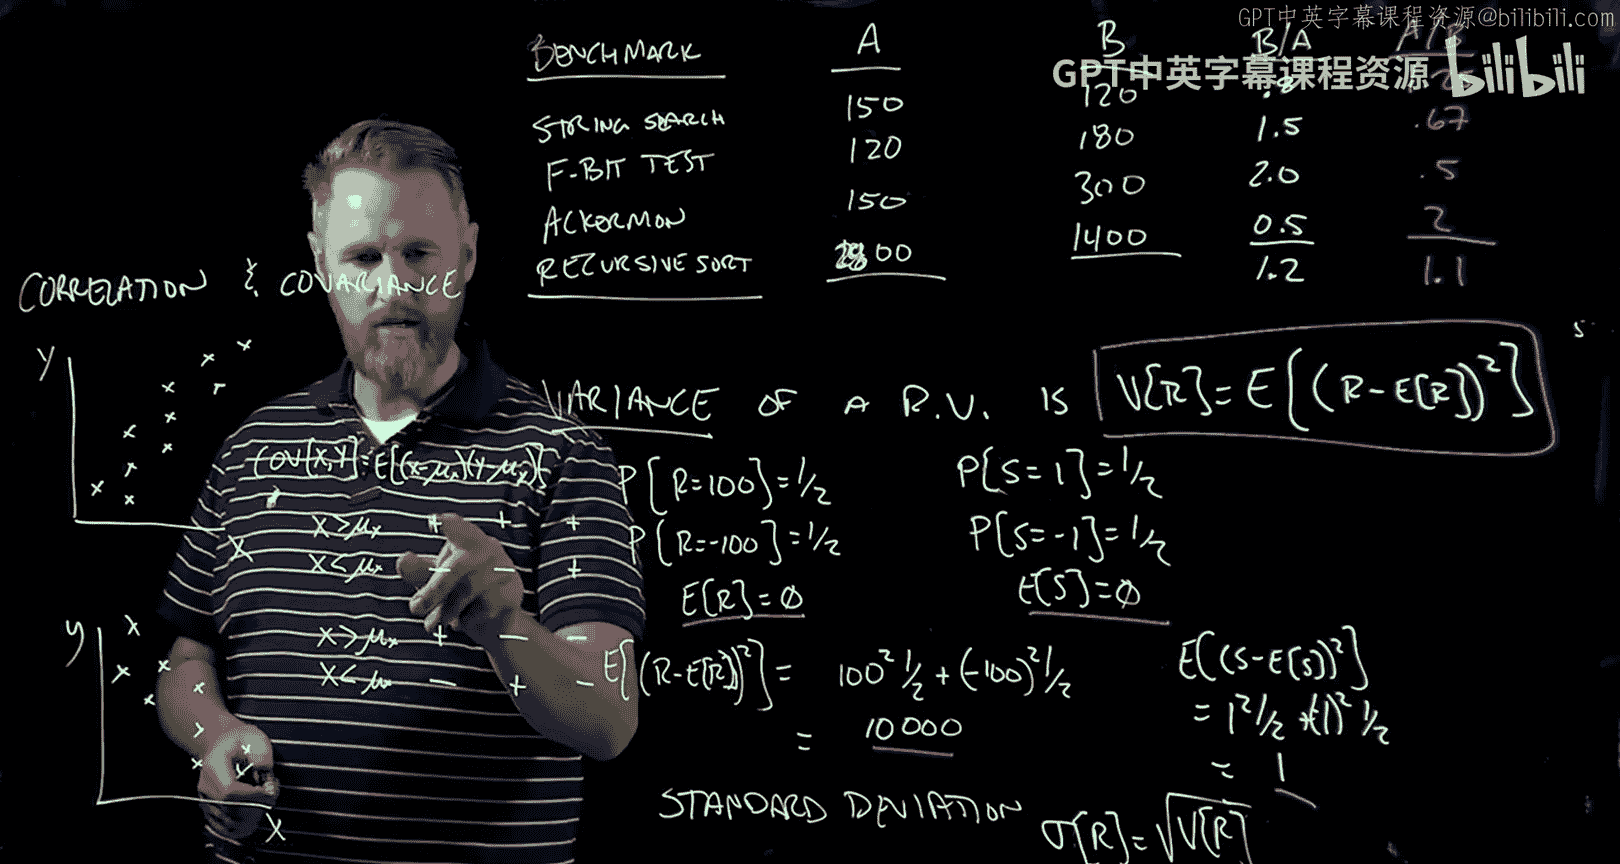 GPT中英字幕课程资源@bilibili.com
GPT中英字幕课程资源 bilibili
BENCHMARK A B B/A A/B
STRING SEARCH 150 120
F-BIT TEST 120 180 1.5 .67
ACKERMON 150 300 2.0 .5
RECURSIVE SORT 00 1400 0.5 2
1.2 1.1
CORRELATION & COVARIANCE
Y
X
COV[X,Y]=E[(X-μx)(Y-μy)]
X>μx + + +
X<μx - - +
X>μx + - -
X<μx - + -
y
X
VARIANCE OF A R.V. IS V[R]=E[(R-E[R])²]
P[R=100]=1/2 P[S=1]=1/2
P[R=-100]=1/2 P[S=-1]=1/2
E[R]=0 E[S]=0
E[(R-E[R])²]= 100² 1/2+(-100)² 1/2
= 10000
E[(S-E[S])²]
= 1² 1/2 +(-1)² 1/2
= 1
STANDARD DEVIATION σ[R]=√V[R]